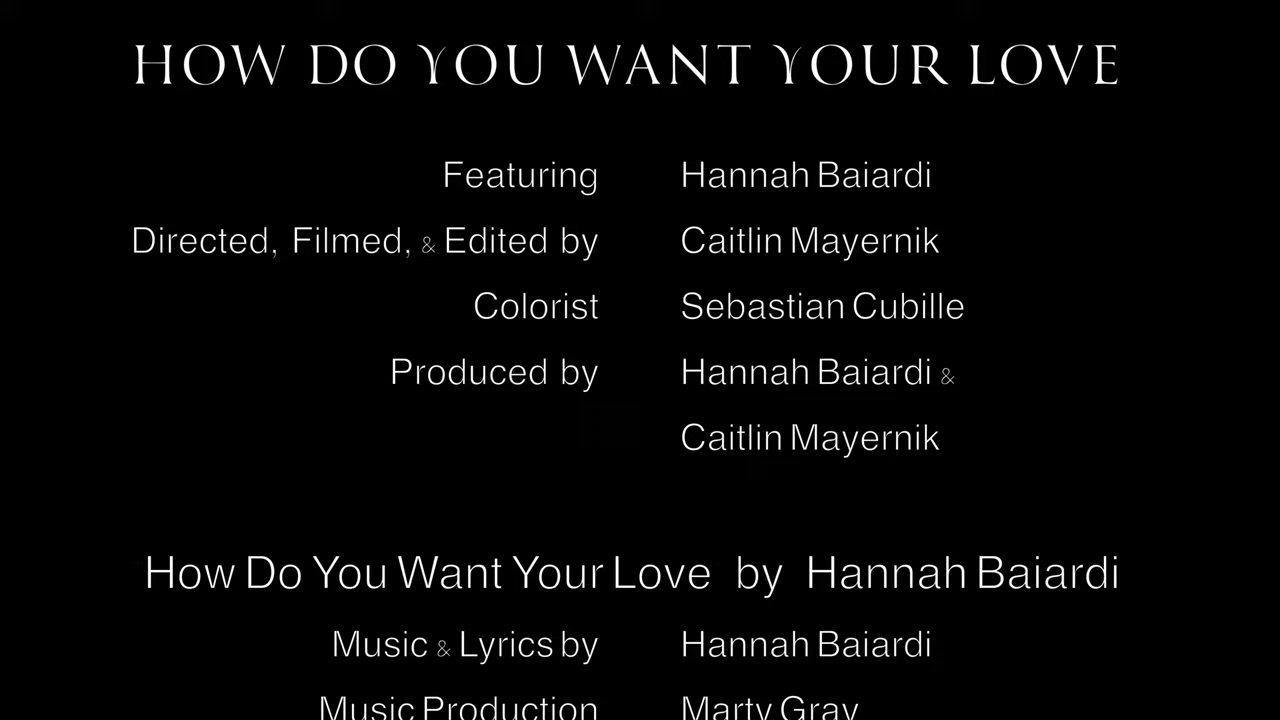 HOW DO YOU WANT YOUR LOVE
Featuring Hannah Baiardi
Directed, Filmed, & Edited by Caitlin Mayernik
Colorist Sebastian Cubille
Produced by Hannah Baiardi &
Caitlin Mayernik
How Do You Want Your Love by Hannah Baiardi
Music & Lyrics by Hannah Baiardi
Music Production Marty Gray